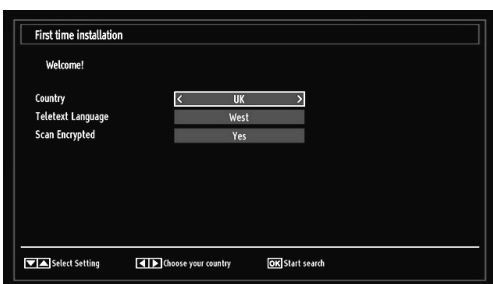 First time installation
Welcome!
Country < UK >
Teletext Language West
Scan Encrypted Yes
Select Setting Choose your country OK Start search